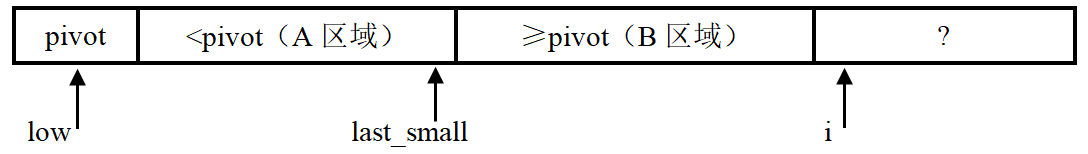 pivot <pivot（A 区域） ≥pivot（B 区域） ?
low last_small i